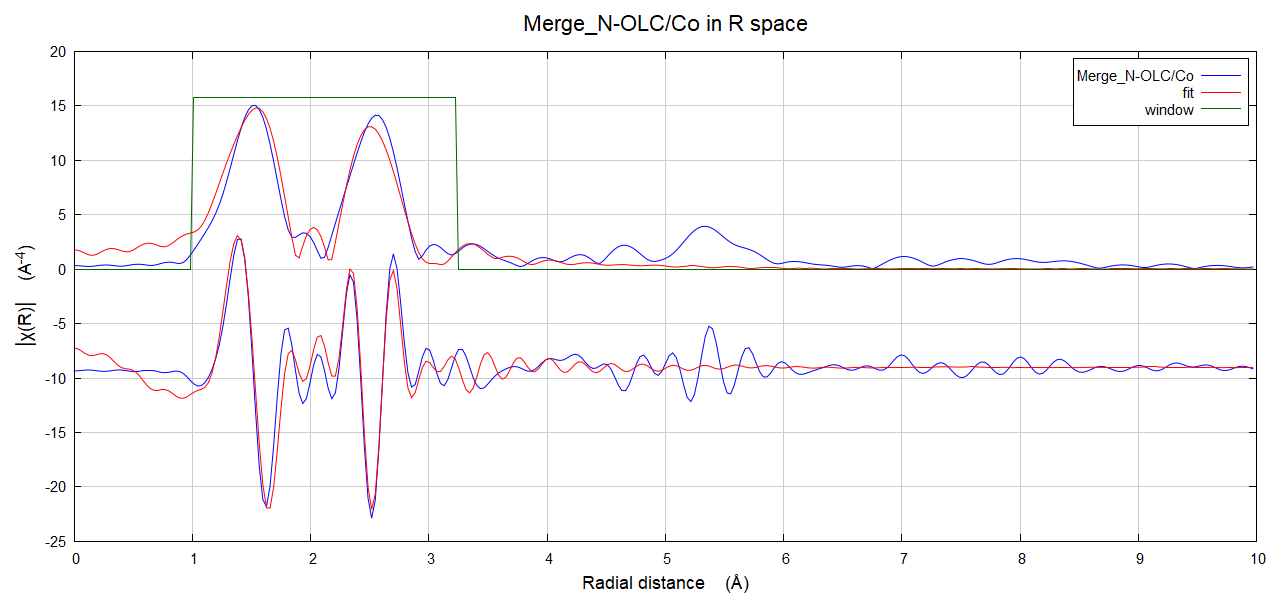 Merge_N-OLC/Co in R space
Merge_N-OLC/Co
fit
window
|χ(R)| (A⁻⁴)
20
15
10
5
0
-5
-10
-15
-20
-25
0 1 2 3 4 5 6 7 8 9 10
Radial distance (Å)